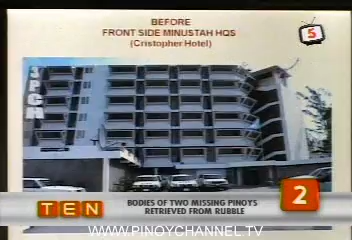 BEFORE
FRONT SIDE MINUSTAH HQS
(Cristopher Hotel)
5
TEN
BODIES OF TWO MISSING PINOYS
RETRIEVED FROM RUBBLE
2
WWW.PINOYCHANNEL.TV